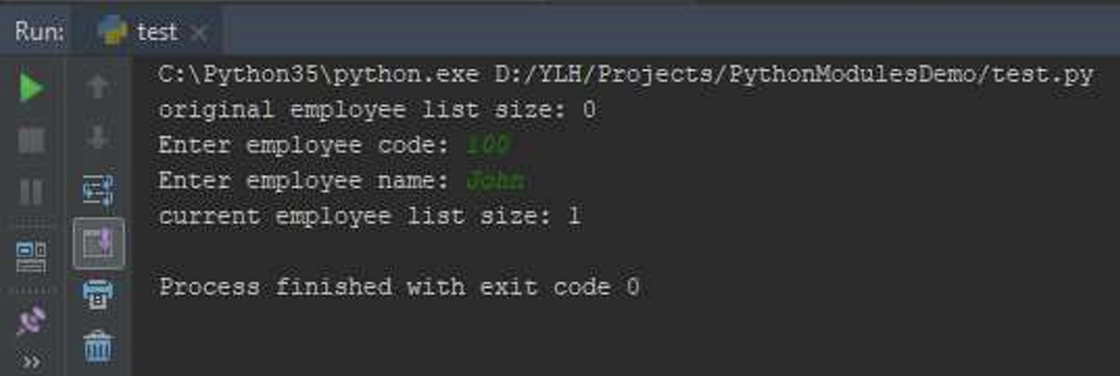 Run: test
C:\Python35\python.exe D:/YLH/Projects/PythonModulesDemo/test.py
original employee list size: 0
Enter employee code: 100
Enter employee name: John
current employee list size: 1
Process finished with exit code 0